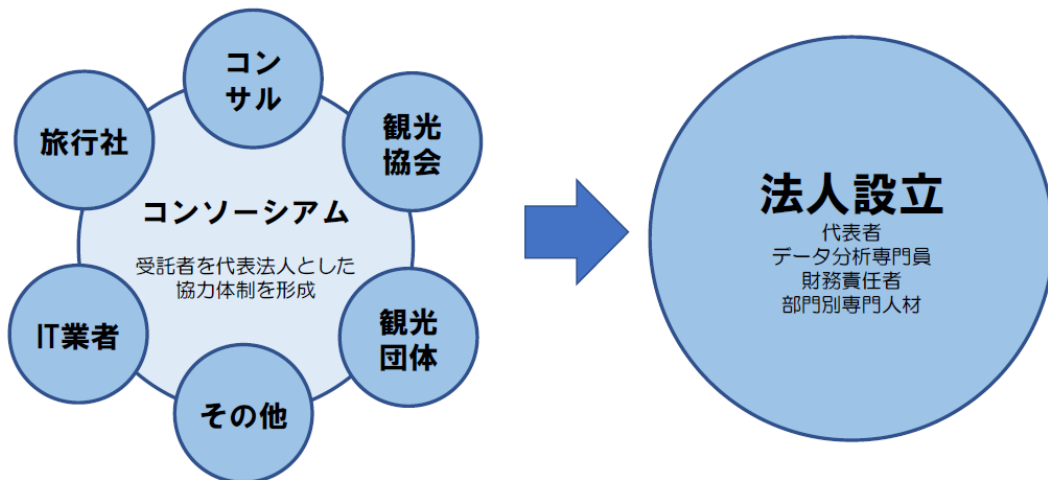 コン
サル
旅行社
観光
協会
コンソーシアム
受託者を代表法人とした
協力体制を形成
IT業者
観光
団体
その他
法人設立
代表者
データ分析専門員
財務責任者
部門別専門人材